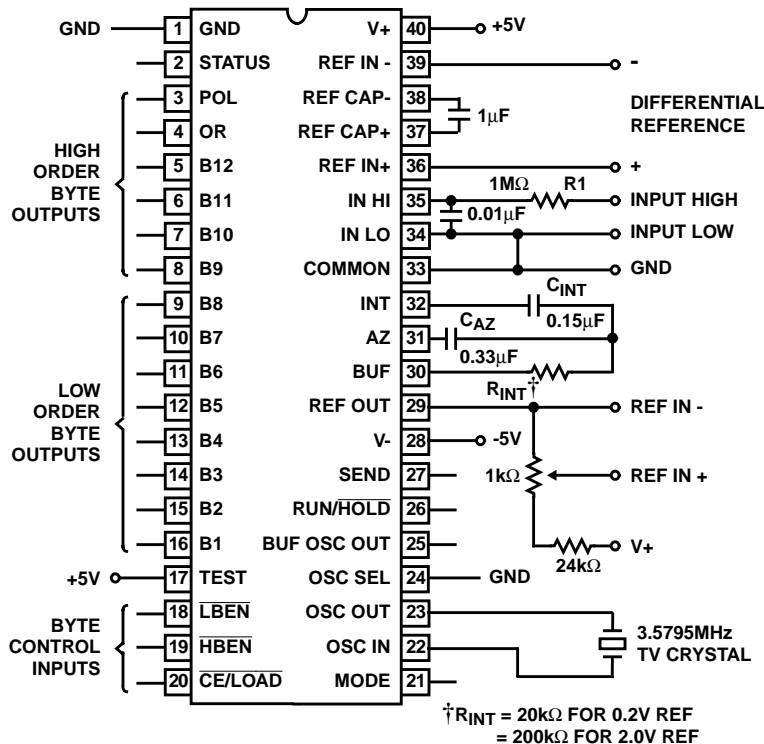 GND 1 GND V+ 40 +5V
2 STATUS REF IN - 39 -
3 POL REF CAP- 38
1µF
DIFFERENTIAL
REFERENCE
4 OR REF CAP+ 37
HIGH
ORDER
BYTE
OUTPUTS
5 B12 REF IN+ 36 +
6 B11 IN HI 35 1MΩ R1 INPUT HIGH
0.01µF
7 B10 IN LO 34 INPUT LOW
8 B9 COMMON 33 GND
9 B8 INT 32 CINT
0.15µF
10 B7 AZ 31 CAZ
0.33µF
11 B6 BUF 30
RINT †
LOW
ORDER
BYTE
OUTPUTS
12 B5 REF OUT 29 REF IN -
13 B4 V- 28 -5V
14 B3 SEND 27 1kΩ REF IN +
15 B2 RUN/HOLD 26
16 B1 BUF OSC OUT 25 V+
24kΩ
+5V 17 TEST OSC SEL 24 GND
BYTE
CONTROL
INPUTS
18 LBEN OSC OUT 23
19 HBEN OSC IN 22
3.5795MHz
TV CRYSTAL
20 CE/LOAD MODE 21
†RINT = 20kΩ FOR 0.2V REF
= 200kΩ FOR 2.0V REF